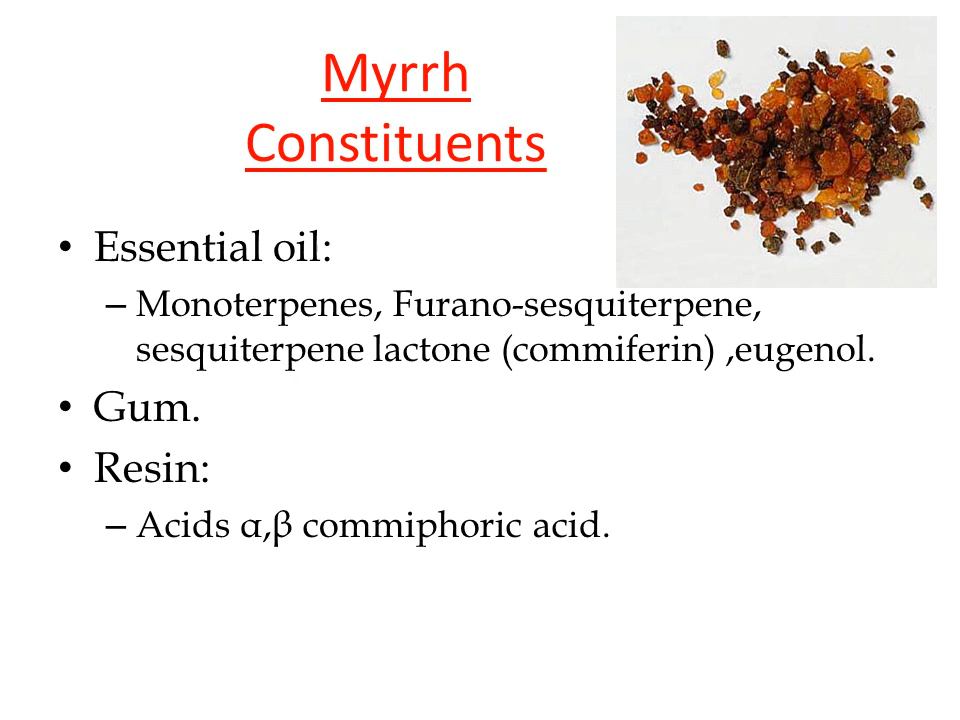 Myrrh
Constituents
• Essential oil:
– Monoterpenes, Furano-sesquiterpene,
sesquiterpene lactone (commiferin) ,eugenol.
• Gum.
• Resin:
– Acids α,β commiphoric acid.